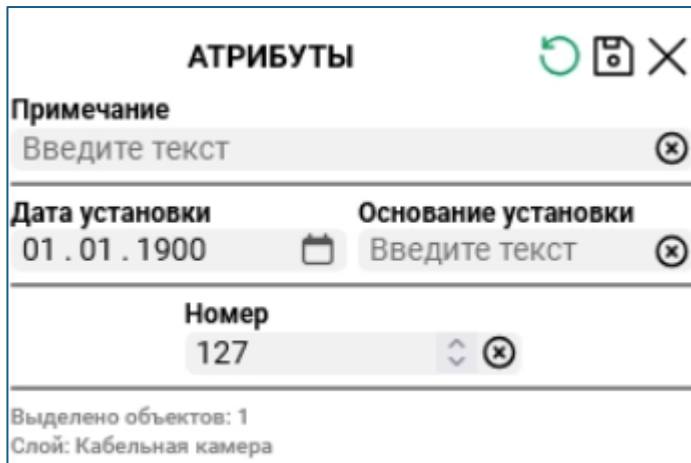 АТРИБУТЫ
Примечание
Введите текст
Дата установки Основание установки
01 . 01 . 1900 Введите текст
Номер
127
Выделено объектов: 1
Слой: Кабельная камера